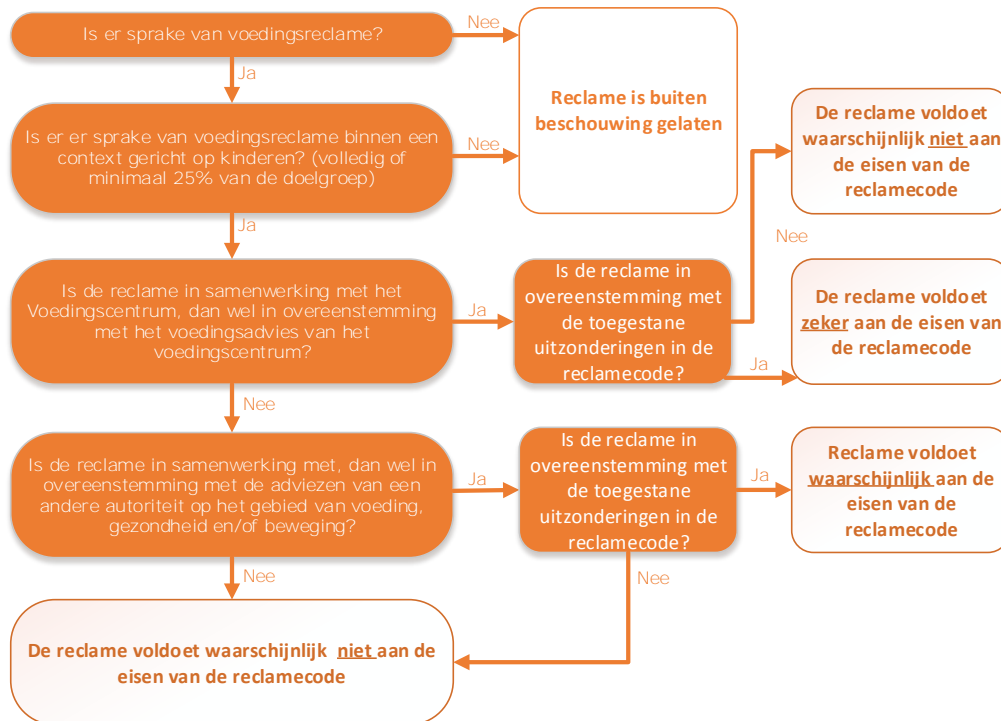 Is er sprake van voedingsreclame?
Nee
Ja
Reclame is buiten
beschouwing gelaten
Is er er sprake van voedingsreclame binnen een
context gericht op kinderen? (volledig of
minimaal 25% van de doelgroep)
Nee
Ja
De reclame voldoet
waarschijnlijk niet aan
de eisen van de
reclamecode
Nee
Is de reclame in samenwerking met het
Voedingscentrum, dan wel in overeenstemming
met het voedingsadvies van het
voedingscentrum?
Ja
Nee
Is de reclame in
overeenstemming met
de toegestane
uitzonderingen in de
reclamecode?
Ja
De reclame voldoet
zeker aan de eisen van
de reclamecode
Is de reclame in samenwerking met, dan wel in
overeenstemming met de adviezen van een
andere autoriteit op het gebied van voeding,
gezondheid en/of beweging?
Ja
Nee
Is de reclame in
overeenstemming met
de toegestane
uitzonderingen in de
reclamecode?
Ja
Nee
Reclame voldoet
waarschijnlijk aan de
eisen van de
reclamecode
De reclame voldoet waarschijnlijk niet aan de
eisen van de reclamecode